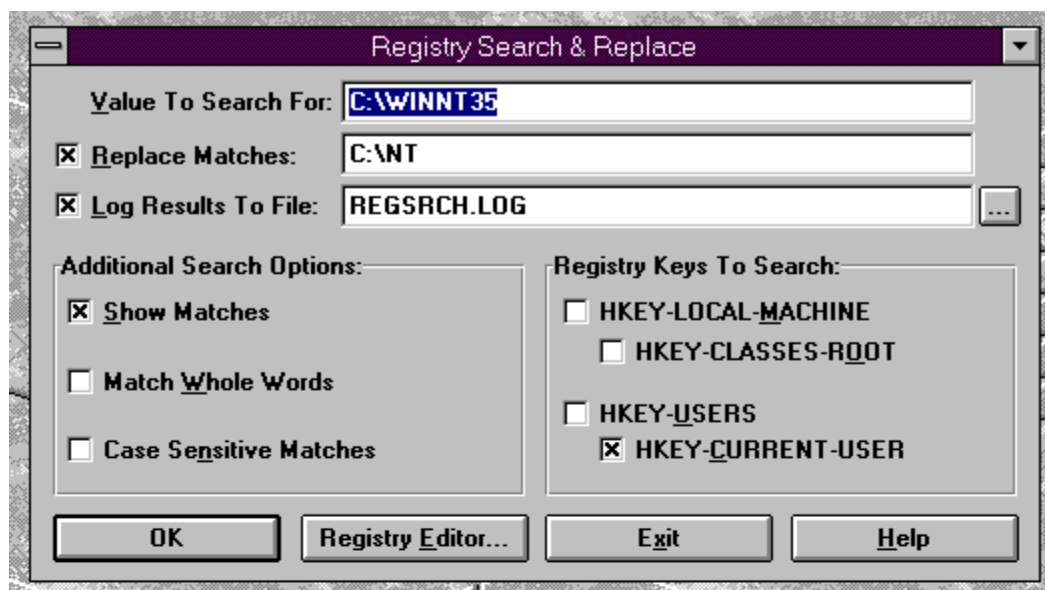 Registry Search & Replace
Value To Search For: C:\WINNT35
Replace Matches: C:\NT
Log Results To File: REGSRCH.LOG ...
Additional Search Options:
Show Matches
Match Whole Words
Case Sensitive Matches
Registry Keys To Search:
HKEY-LOCAL-MACHINE
HKEY-CLASSES-ROOT
HKEY-USERS
HKEY-CURRENT-USER
OK Registry Editor... Exit Help